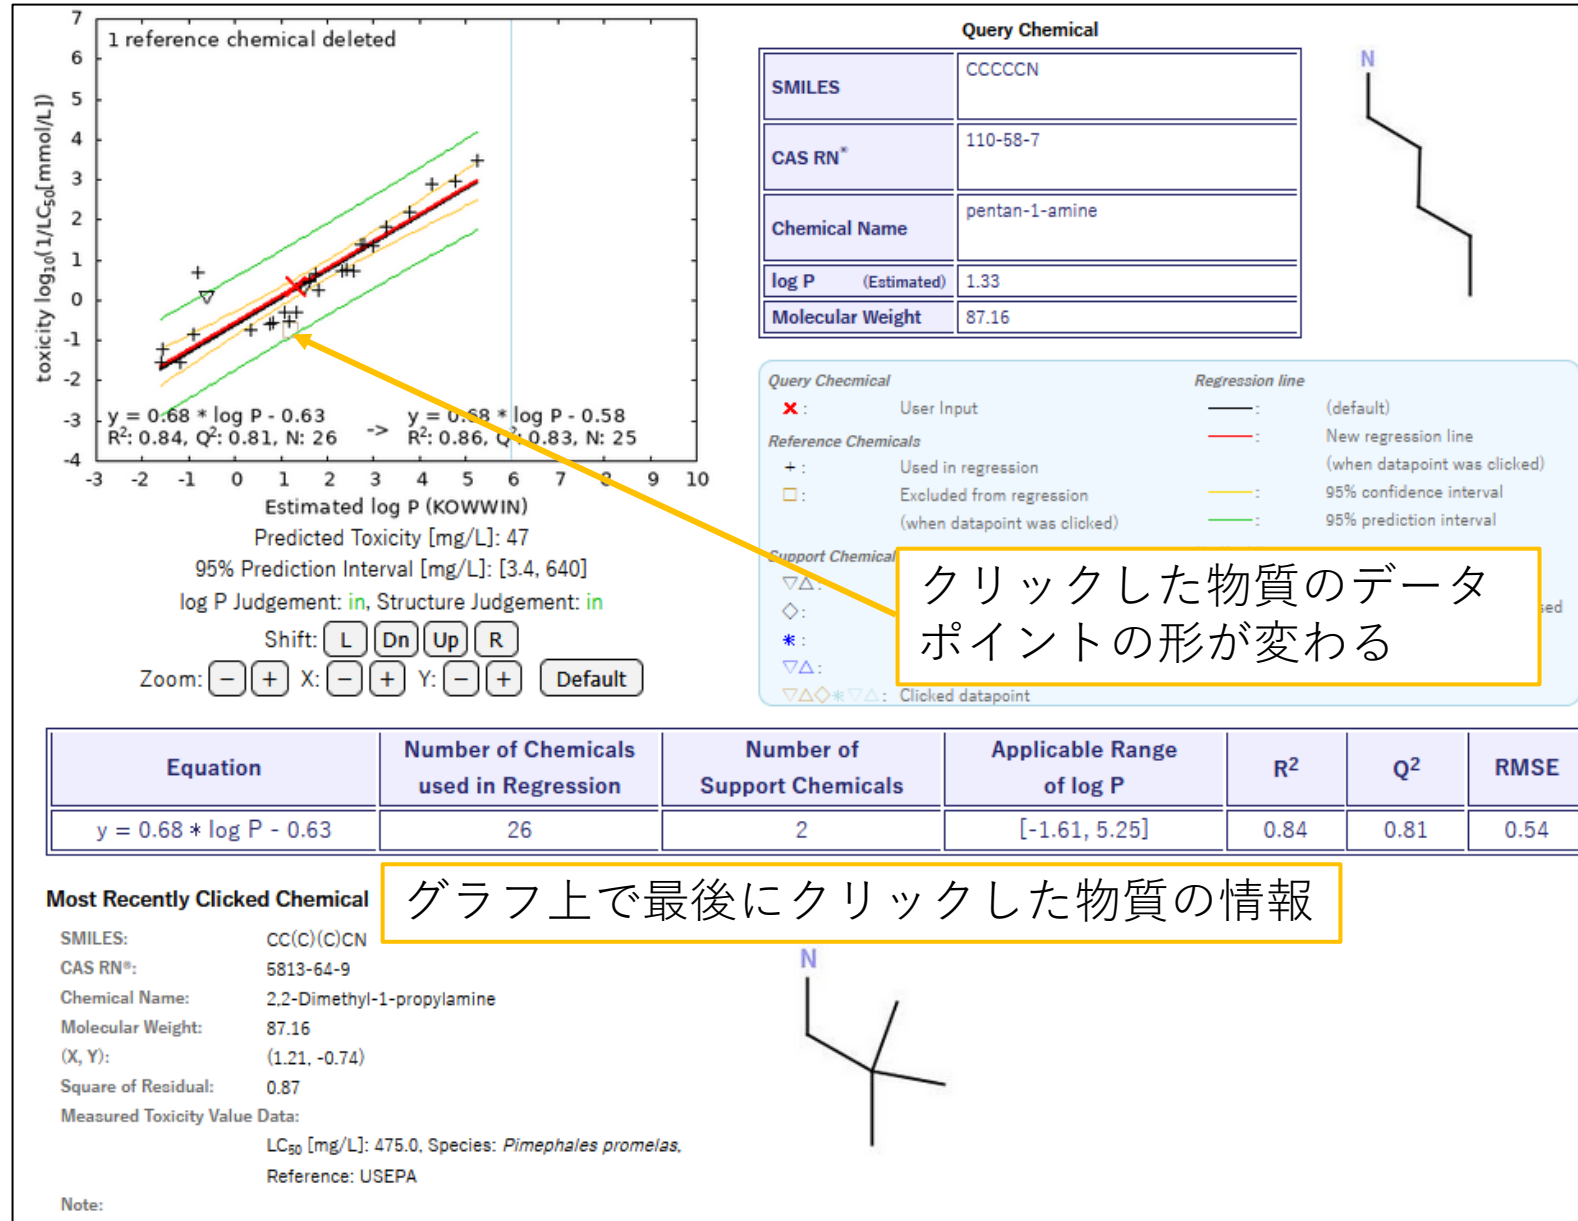 1 reference chemical deleted
7
6
5
4
3
2
1
0
-1
-2
-3
-4
toxicity log10(1/LC50[mmol/L])
y = 0.68 * log P - 0.63
R2: 0.84, Q2: 0.81, N: 26
->
y = 0.68 * log P - 0.58
R2: 0.86, Q2: 0.83, N: 25
-3 -2 -1 0 1 2 3 4 5 6 7 8 9 10
Estimated log P (KOWWIN)
Predicted Toxicity [mg/L]: 47
95% Prediction Interval [mg/L]: [3.4, 640]
log P Judgement: in, Structure Judgement: in
Shift: L Dn Up R
Zoom: − + X: − + Y: − + Default
Query Chemical
SMILES CCCCCN
CAS RN* 110-58-7
Chemical Name pentan-1-amine
log P (Estimated) 1.33
Molecular Weight 87.16
N
Query Checmical
×: User Input
Reference Chemicals
+: Used in regression
□: Excluded from regression
(when datapoint was clicked)
Support Chemical
▽△:
◇:
*:
▽△:
▽△◇*▽△: Clicked datapoint
Regression line
: (default)
: New regression line
(when datapoint was clicked)
: 95% confidence interval
: 95% prediction interval
sed
クリックした物質のデータ
ポイントの形が変わる
Equation Number of Chemicals used in Regression Number of Support Chemicals Applicable Range of log P R2 Q2 RMSE
y = 0.68 * log P - 0.63 26 2 [-1.61, 5.25] 0.84 0.81 0.54
Most Recently Clicked Chemical
グラフ上で最後にクリックした物質の情報
SMILES: CC(C)(C)CN
CAS RN®: 5813-64-9
Chemical Name: 2,2-Dimethyl-1-propylamine
Molecular Weight: 87.16
(X, Y): (1.21, -0.74)
Square of Residual: 0.87
Measured Toxicity Value Data:
LC50 [mg/L]: 475.0, Species: Pimephales promelas,
Reference: USEPA
Note:
N